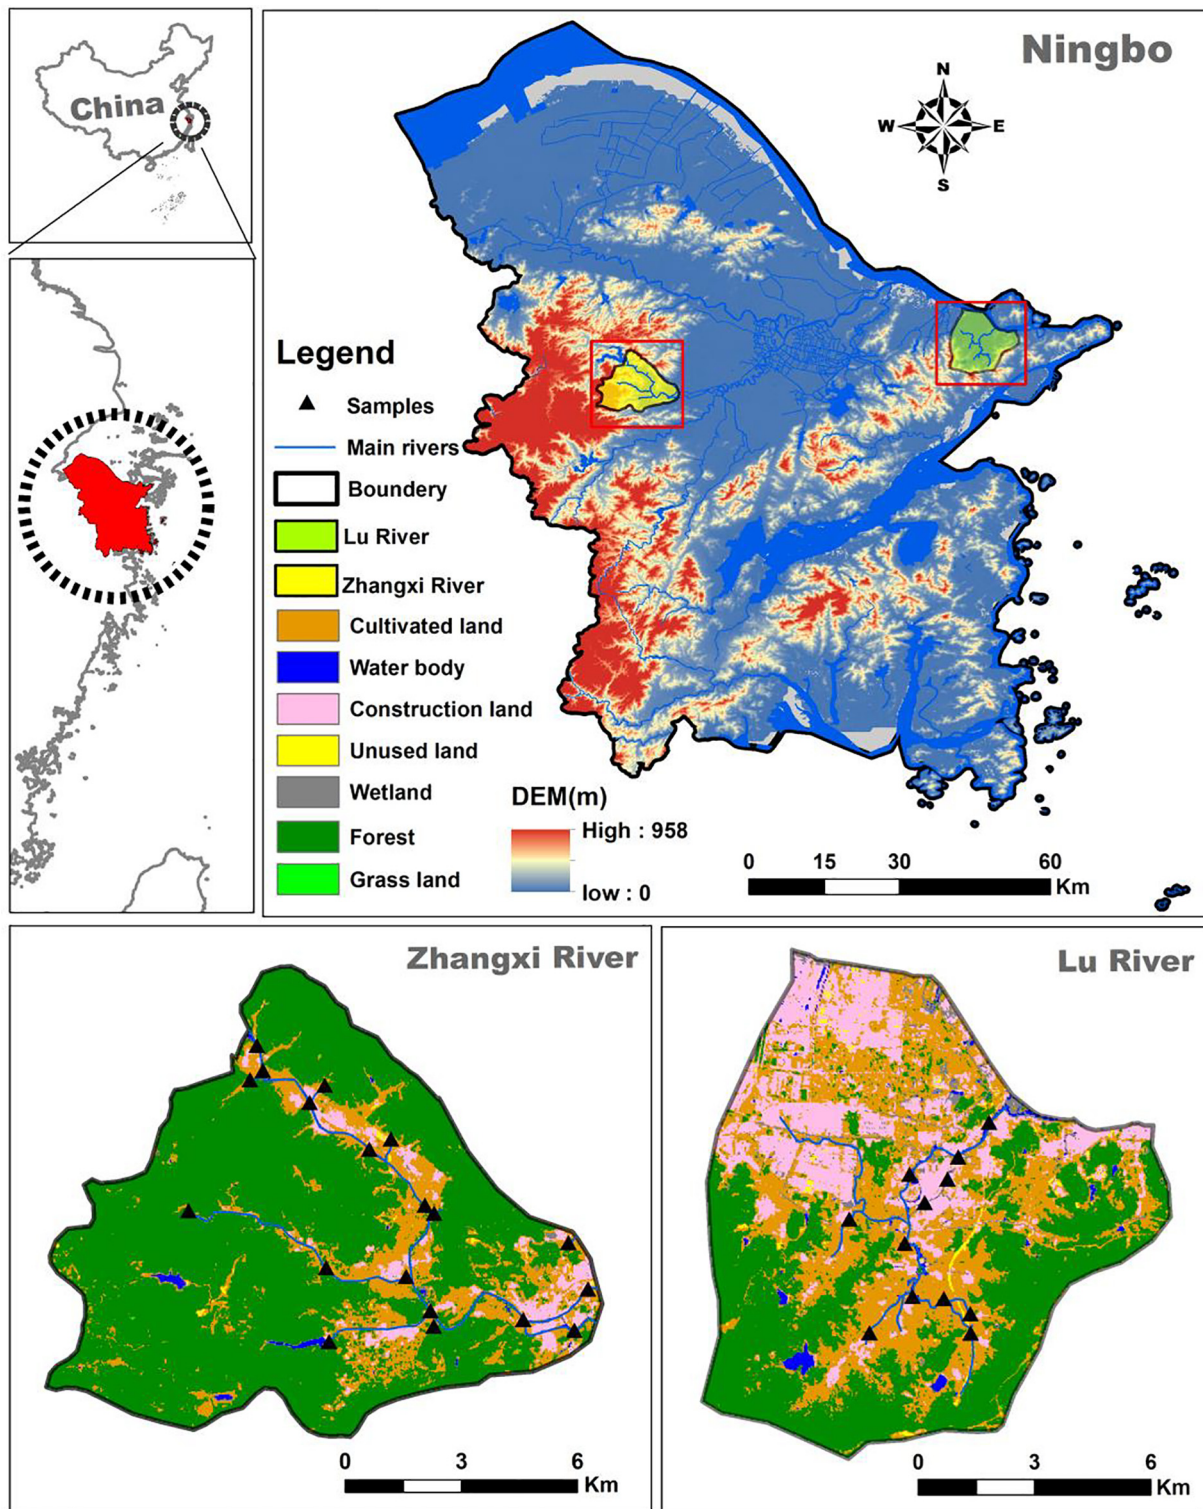 China
Ningbo
N
W
E
S
Legend
Samples
Main rivers
Boundery
Lu River
Zhangxi River
Cultivated land
Water body
Construction land
Unused land
Wetland
Forest
Grass land
DEM(m)
High : 958
low : 0
0 15 30 60
Km
Zhangxi River
0 3 6
Km
Lu River
0 3 6
Km